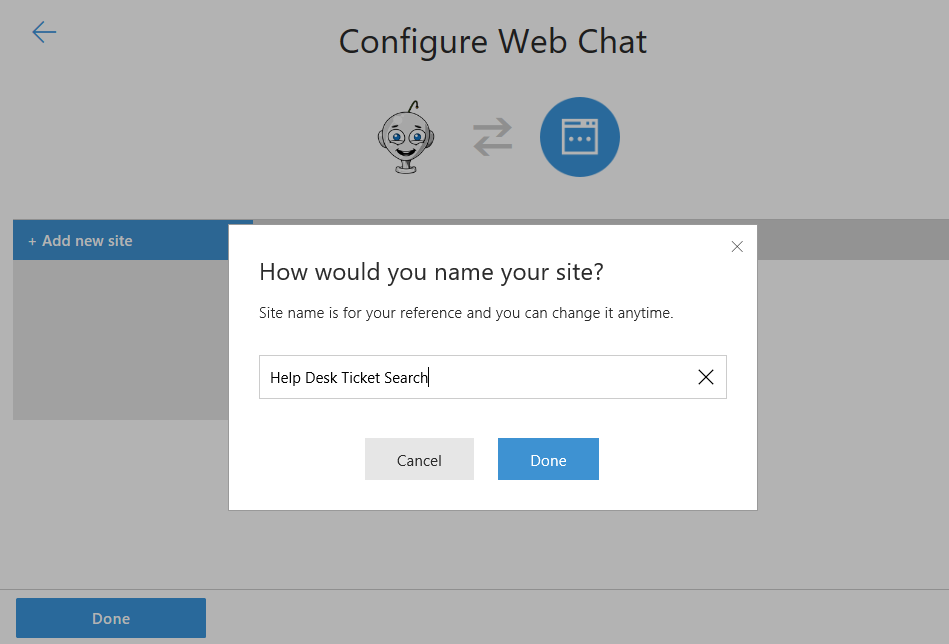 Configure Web Chat
+ Add new site
How would you name your site?
Site name is for your reference and you can change it anytime.
Help Desk Ticket Search
Cancel
Done
Done